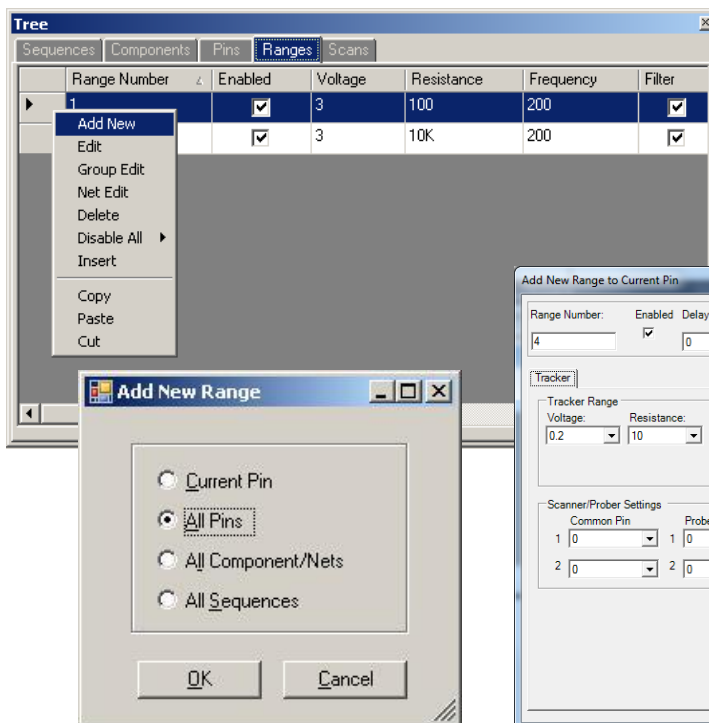 Tree
Sequences Components Pins Ranges Scans
Range Number Enabled Voltage Resistance Frequency Filter
1 3 100 200
3 10K 200
Add New
Edit
Group Edit
Net Edit
Delete
Disable All
Insert
Copy
Paste
Cut
Add New Range
Current Pin
All Pins
All Component/Nets
All Sequences
OK Cancel
Add New Range to Current Pin
Range Number: Enabled Delay
4 0
Tracker
Tracker Range
Voltage: Resistance:
0.2 10
Scanner/Prober Settings
Common Pin Probe
1 0 1 0
2 0 2 0